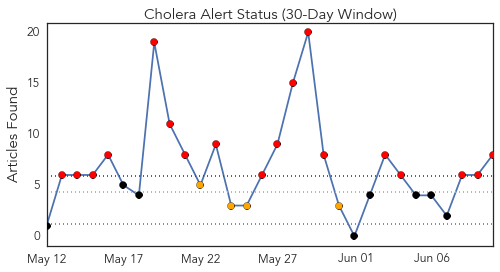 Cholera Alert Status (30-Day Window)
Articles Found
20
15
10
5
0
May 12 May 17 May 22 May 27 Jun 01 Jun 06